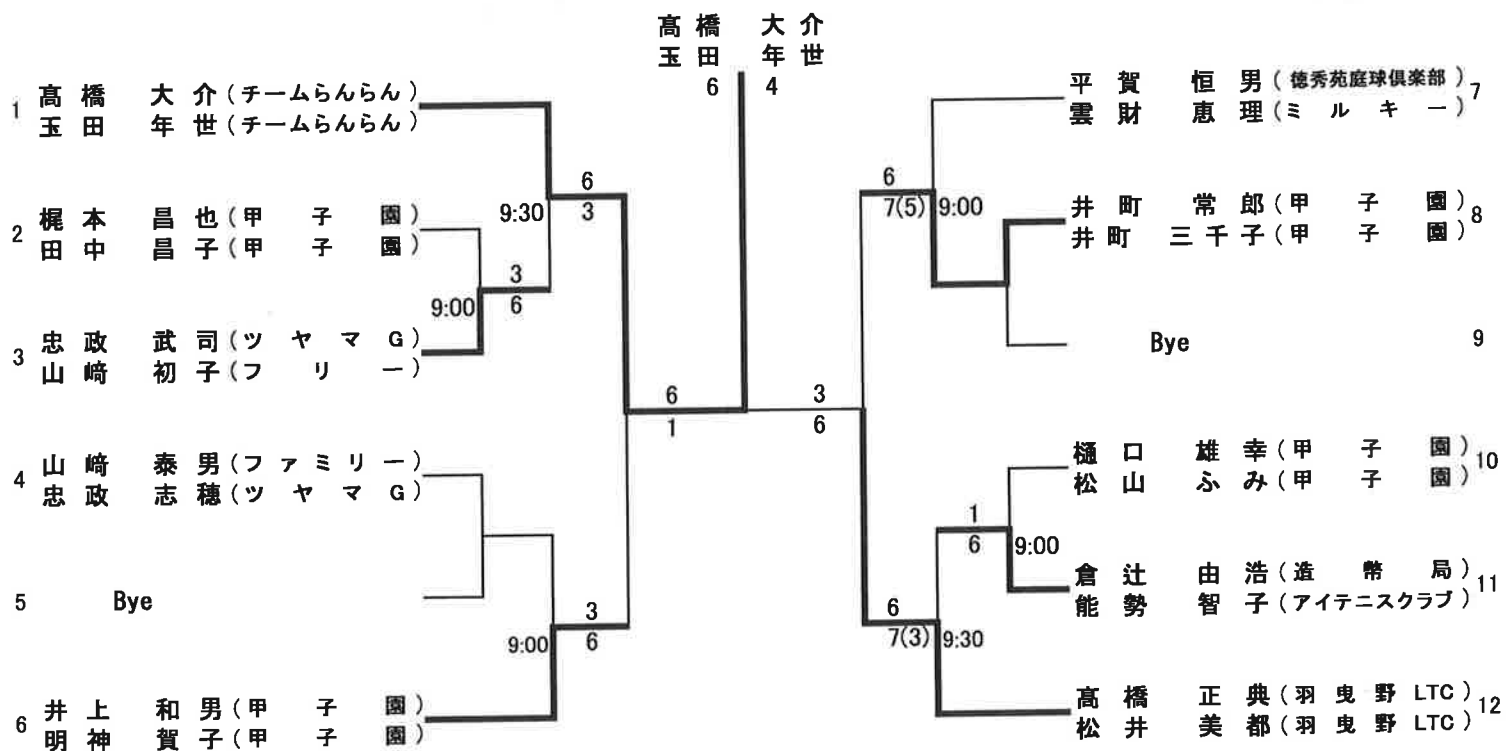 髙橋 大介
玉田 年世
6 4
1 髙橋 大介(チームらんらん)
玉田 年世(チームらんらん)
6
9:30 3
2 梶本 昌也(甲子園)
田中 昌子(甲子園)
3
9:00 6
3 忠政 武司(ツヤマG)
山﨑 初子(フリー)
6
1
4 山﨑 泰男(ファミリー)
忠政 志穂(ツヤマG)
5 Bye
3
9:00 6
6 井上 和男(甲子園)
明神 賀子(甲子園)
平賀 恒男(徳秀苑庭球俱楽部) 7
雲財 恵理(ミルキー)
6
7(5) 9:00
井町 常郎(甲子園) 8
井町 三千子(甲子園)
Bye 9
3
6
樋口 雄幸(甲子園) 10
松山 ふみ(甲子園)
1
6 9:00
倉辻 由浩(造幣局) 11
能勢 智子(アイテニスクラブ)
6
7(3) 9:30
髙橋 正典(羽曳野LTC) 12
松井 美都(羽曳野LTC)